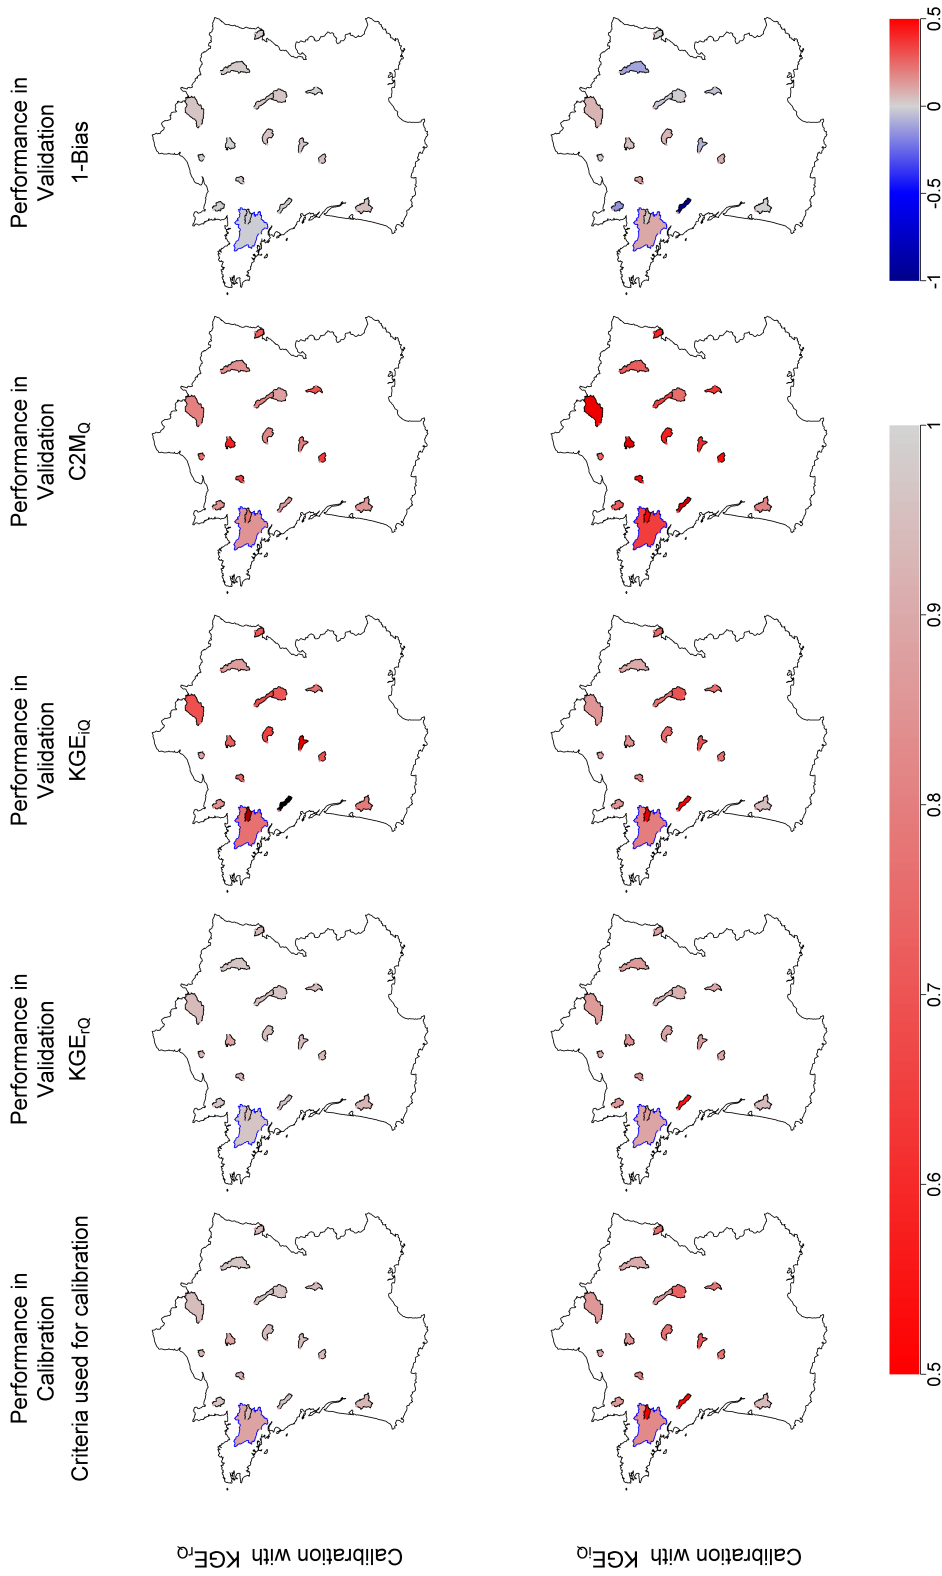 Performance in
Calibration
Criteria used for calibration
Performance in
Validation
KGErQ
Performance in
Validation
KGEiQ
Performance in
Validation
C2MQ
Performance in
Validation
1-Bias
Calibration with KGErQ
Calibration with KGEiQ
0.5
0.6
0.7
0.8
0.9
1
-1
-0.5
0
0.5